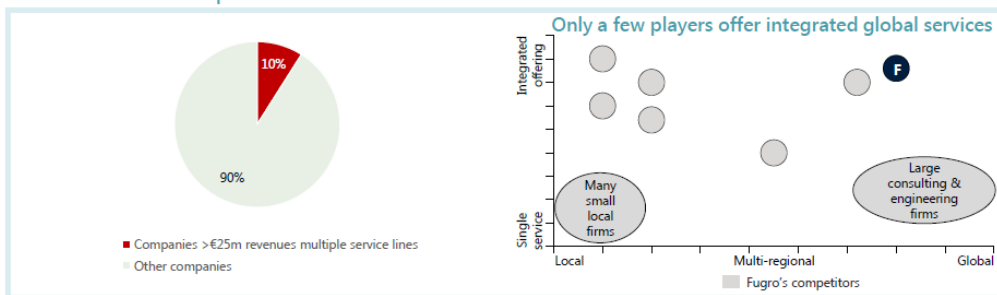 10%
90%
Companies >€25m revenues multiple service lines
Other companies
Only a few players offer integrated global services
Integrated
offering
F
Many
small
local
firms
Large
consulting &
engineering
firms
Single
service
Local
Multi-regional
Global
Fugro's competitors